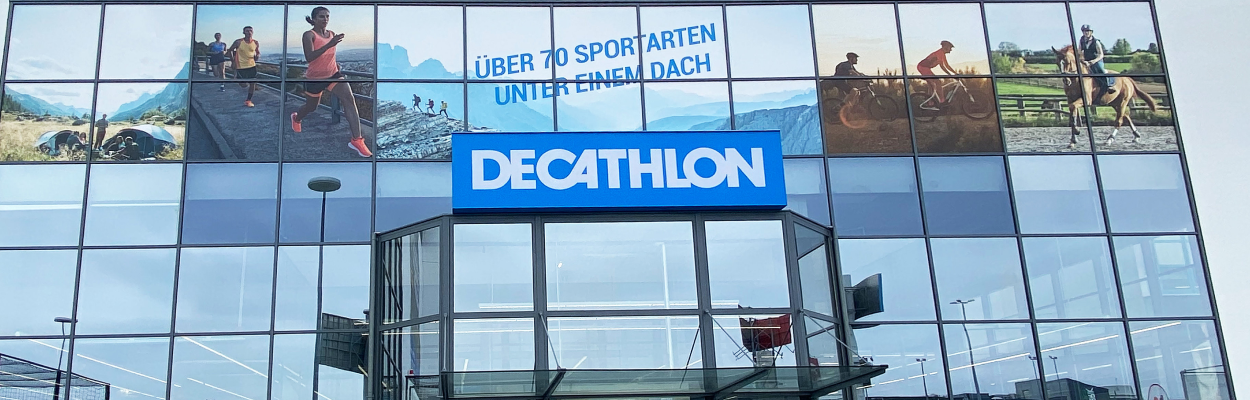 ÜBER 70 SPORTARTEN
UNTER EINEM DACH
DECATHLON